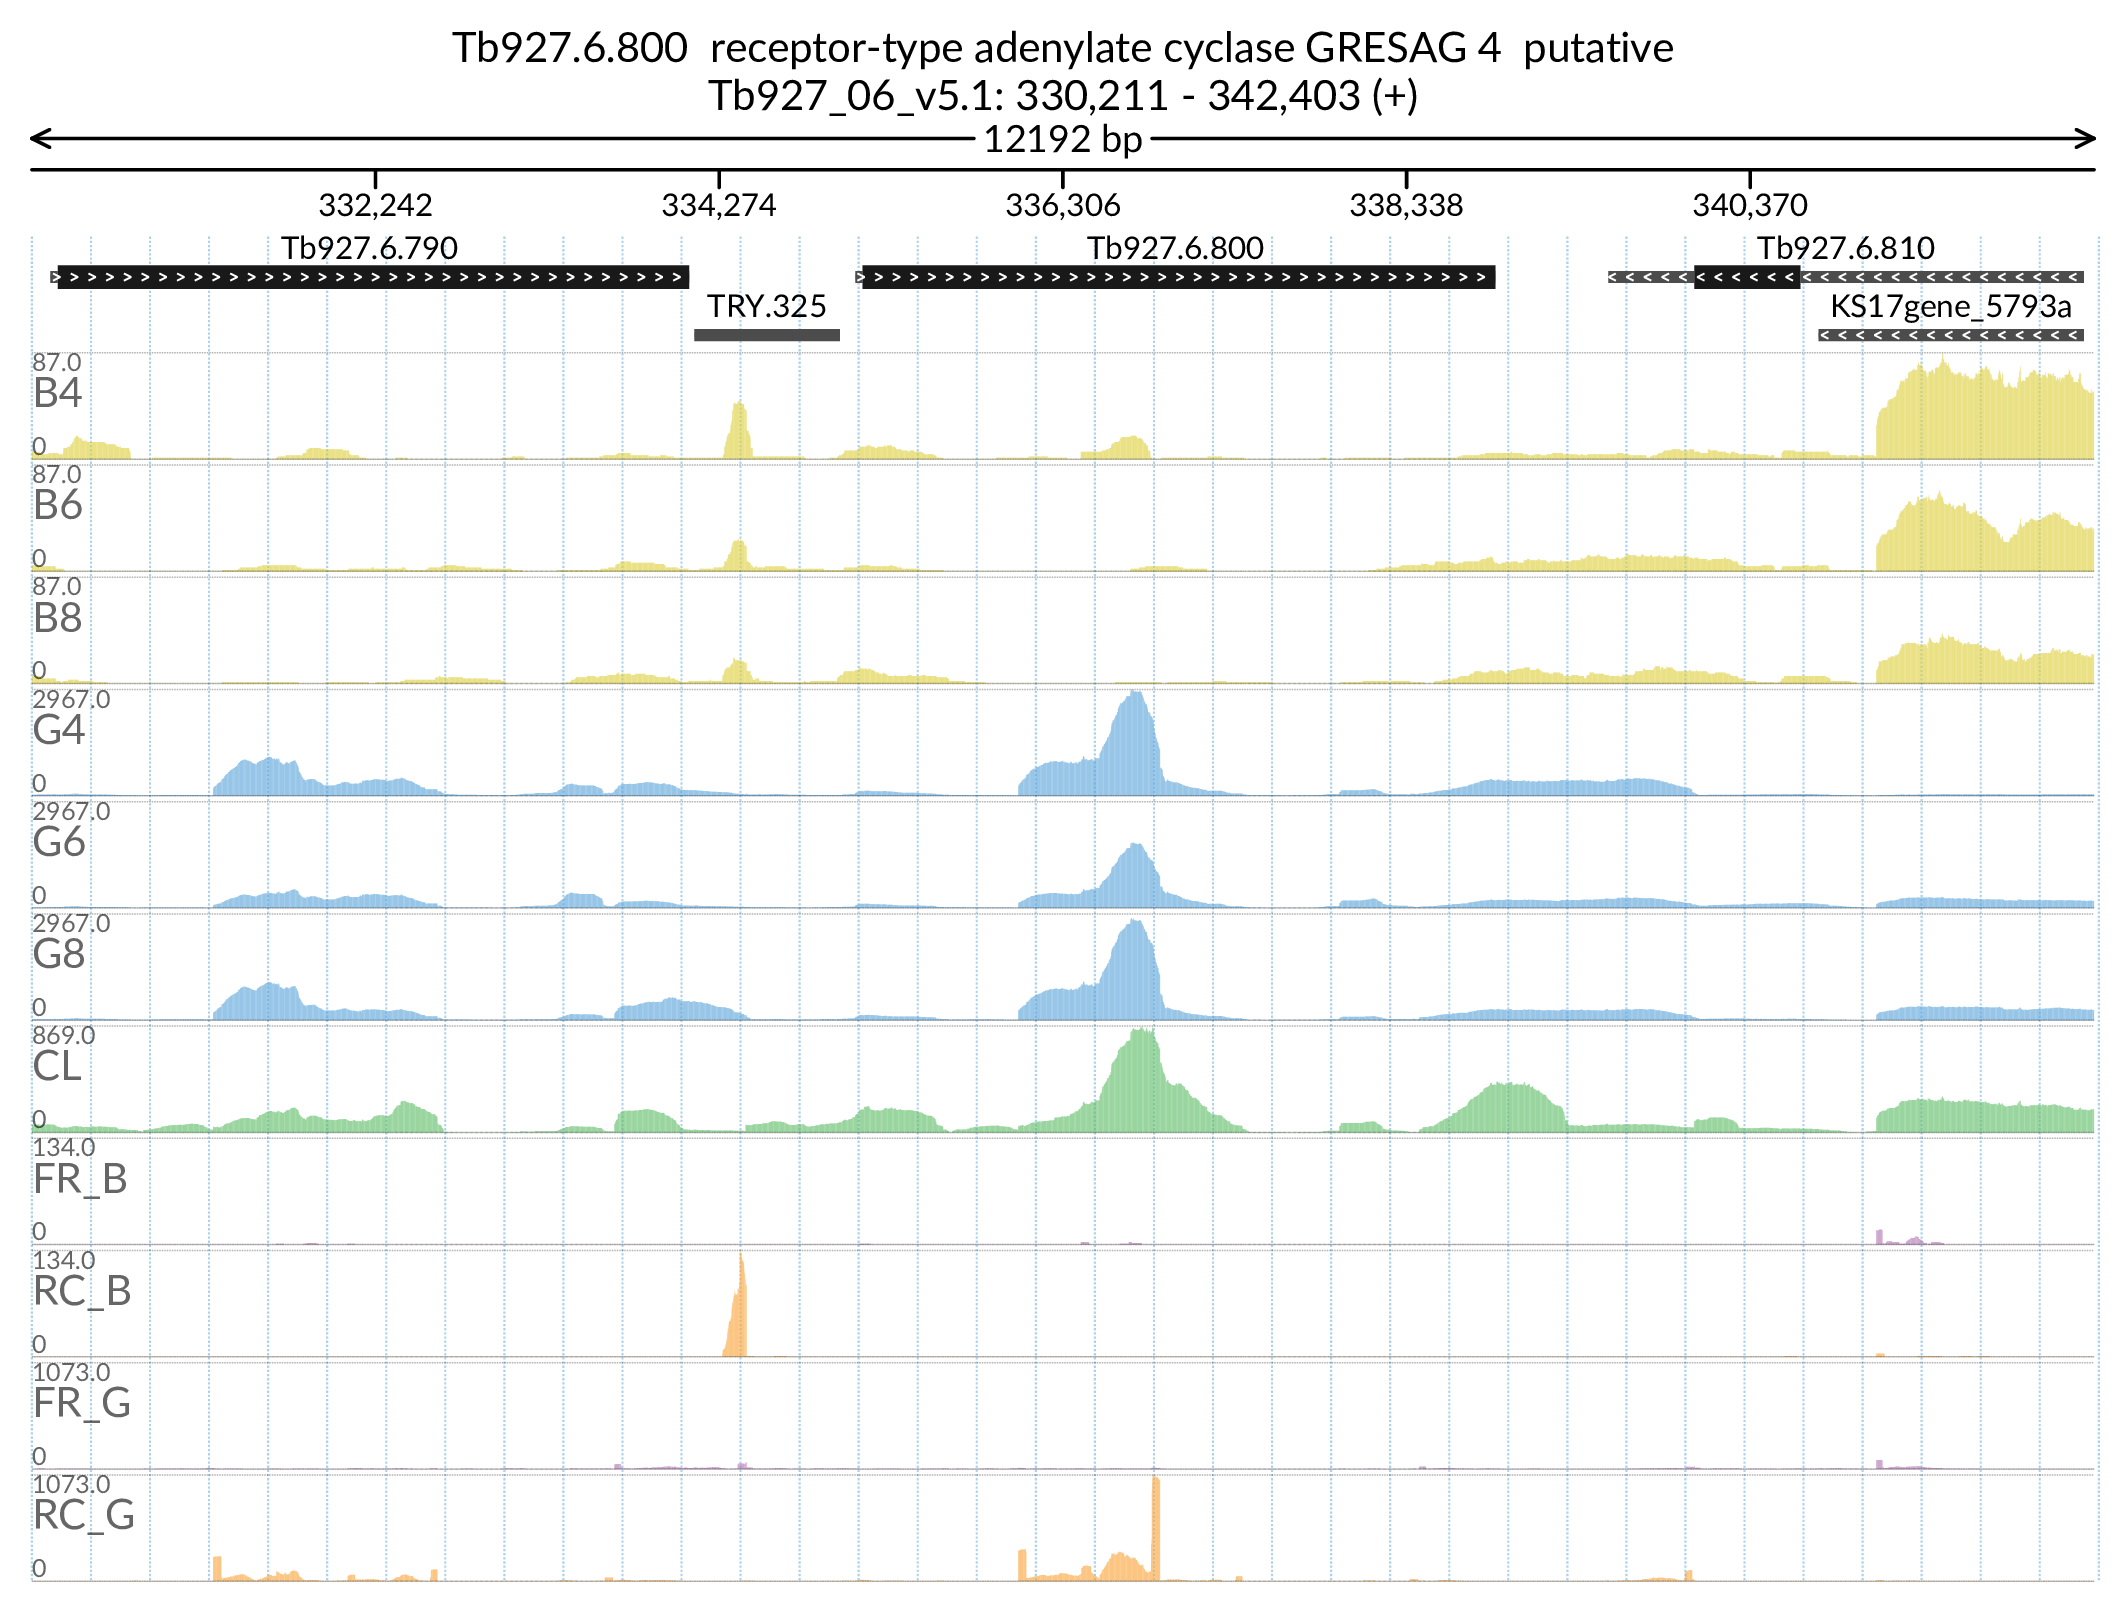 Tb927.6.800  receptor-type adenylate cyclase GRESAG 4  putative
Tb927_06_v5.1: 330,211 - 342,403 (+)
12192 bp
332,242 334,274 336,306 338,338 340,370
Tb927.6.790 Tb927.6.800 Tb927.6.810
TRY.325 KS17gene_5793a
87.0
B4
0
87.0
B6
0
87.0
B8
0
2967.0
G4
0
2967.0
G6
0
2967.0
G8
0
869.0
CL
0
134.0
FR_B
0
134.0
RC_B
0
1073.0
FR_G
0
1073.0
RC_G
0